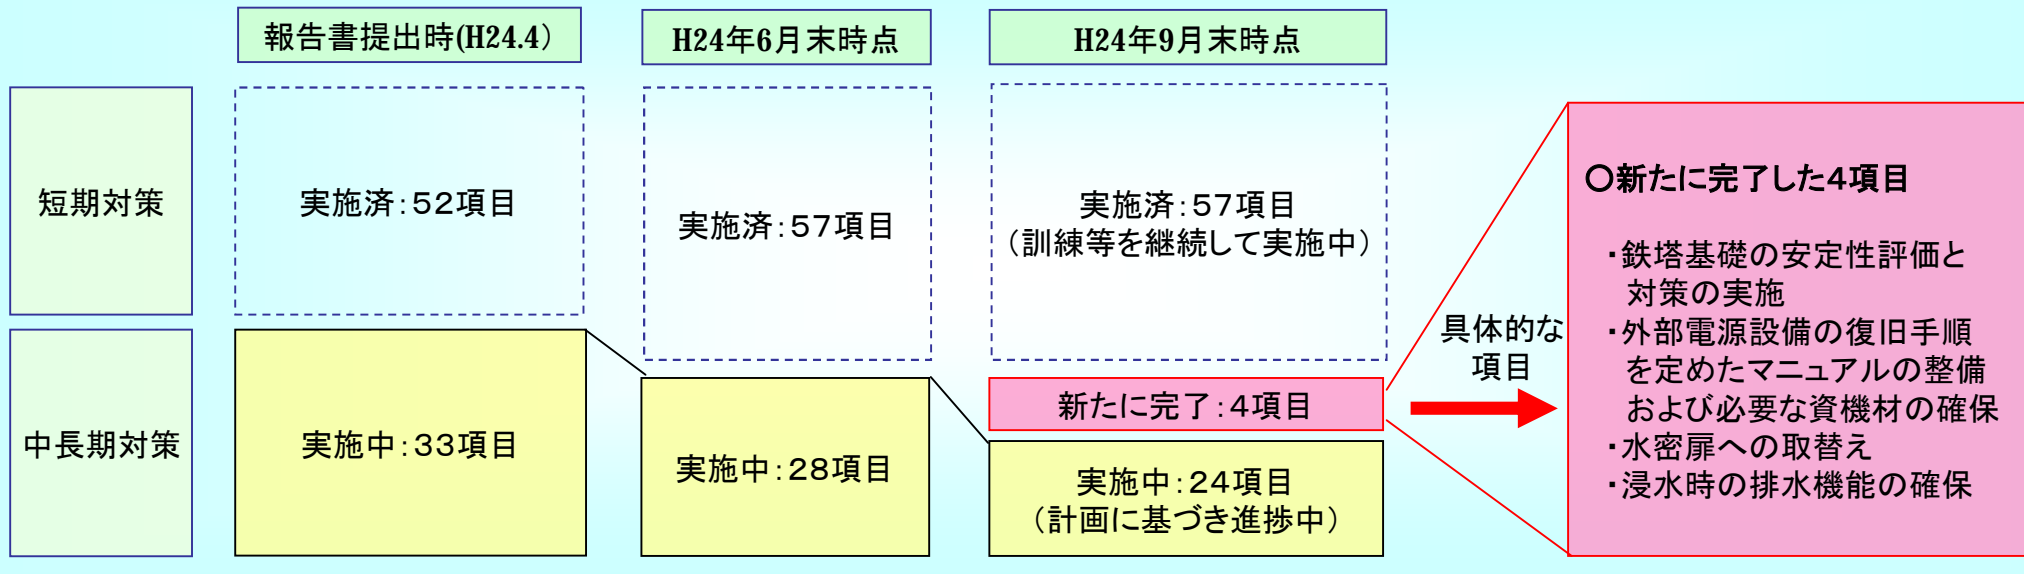 報告書提出時(H24.4)
H24年6月末時点
H24年9月末時点
短期対策
実施済:52項目
実施済:57項目
実施済:57項目
(訓練等を継続して実施中)
中長期対策
実施中:33項目
実施中:28項目
新たに完了:4項目
実施中:24項目
(計画に基づき進捗中)
具体的な
項目
○新たに完了した4項目
・鉄塔基礎の安定性評価と
対策の実施
・外部電源設備の復旧手順
を定めたマニュアルの整備
および必要な資機材の確保
・水密扉への取替え
・浸水時の排水機能の確保